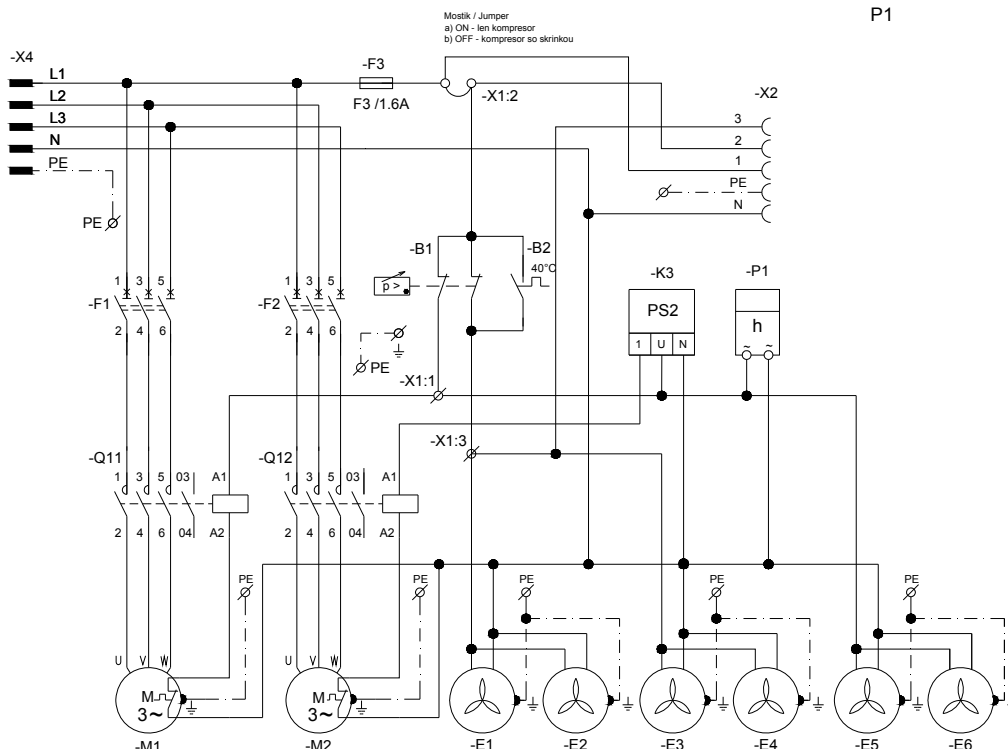 Mostik / Jumper
a) ON - len kompresor
b) OFF - kompresor so skrinkou
P1
-X4
L1
L2
L3
N
PE
PE
-F3
F3 /1.6A
-X1:2
-X2
3
2
1
PE
N
-B1
-B2
40°C
p >
PE
-K3
PS2
1 U N
-P1
h
~ ~
-F1
1 3 5
2 4 6
-F2
1 3 5
2 4 6
-X1:1
-X1:3
-Q11
1 3 5 03
2 4 6 04
A1
A2
-Q12
1 3 5 03
2 4 6 04
A1
A2
PE
PE
PE
PE
PE
U V W
M
3~
U V W
M
3~
-M1
-M2
-E1
-E2
-E3
-E4
-E5
-E6